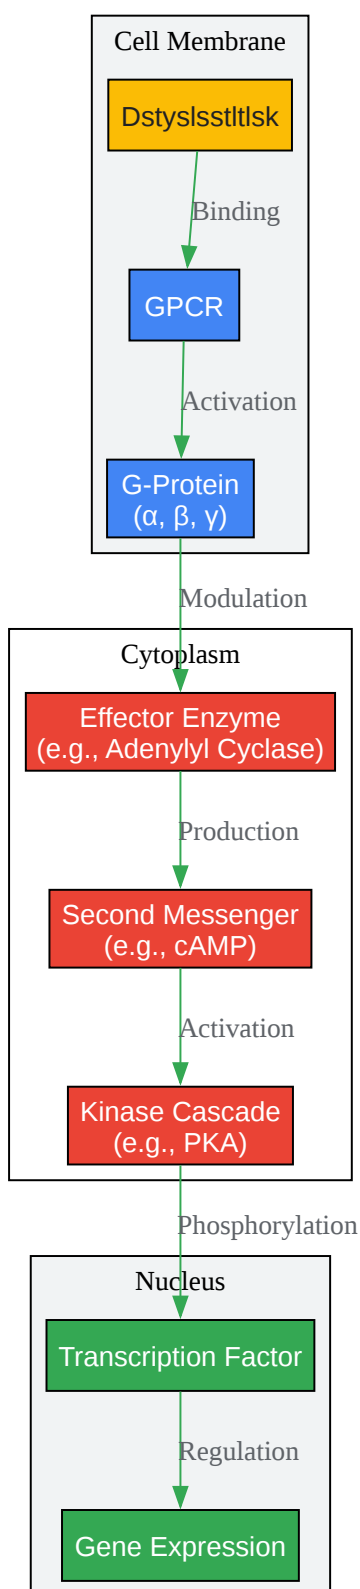 Cell Membrane
Dstyslsstltlsk
Binding
GPCR
Activation
G-Protein
(α, β, γ)
Modulation
Cytoplasm
Effector Enzyme
(e.g., Adenylyl Cyclase)
Production
Second Messenger
(e.g., cAMP)
Activation
Kinase Cascade
(e.g., PKA)
Phosphorylation
Nucleus
Transcription Factor
Regulation
Gene Expression